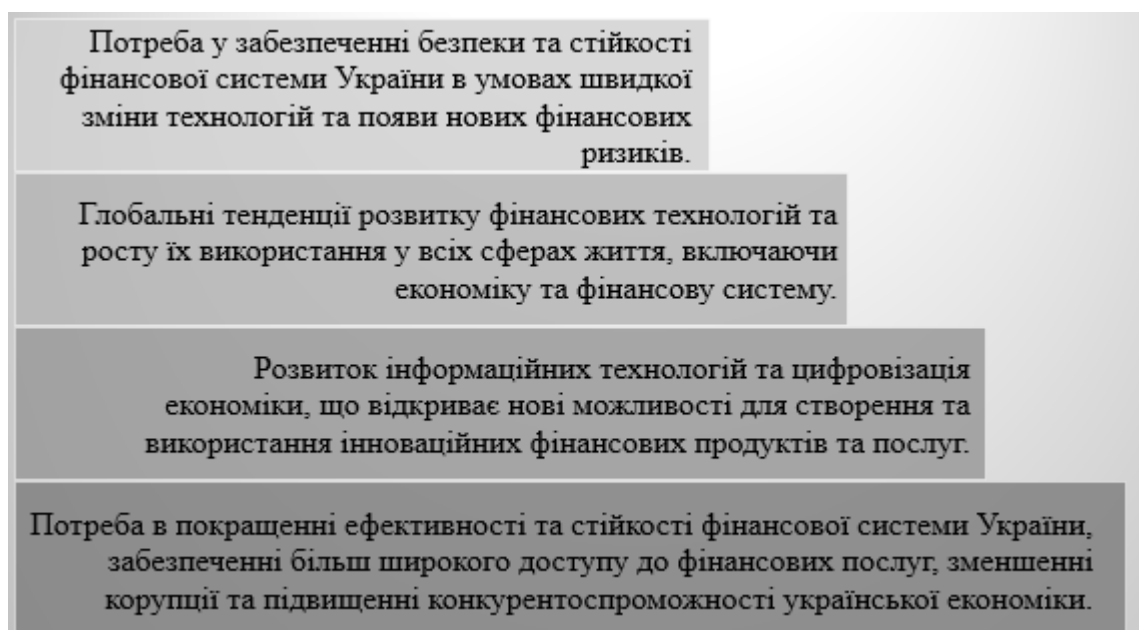 Потреба у забезпеченні безпеки та стійкості
фінансової системи України в умовах швидкої
зміни технологій та появи нових фінансових
ризиків.
Глобальні тенденції розвитку фінансових технологій та
росту їх використання у всіх сферах життя, включаючи
економіку та фінансову систему.
Розвиток інформаційних технологій та цифровізація
економіки, що відкриває нові можливості для створення та
використання інноваційних фінансових продуктів та послуг.
Потреба в покращенні ефективності та стійкості фінансової системи України,
забезпеченні більш широкого доступу до фінансових послуг, зменшенні
корупції та підвищенні конкурентоспроможності української економіки.